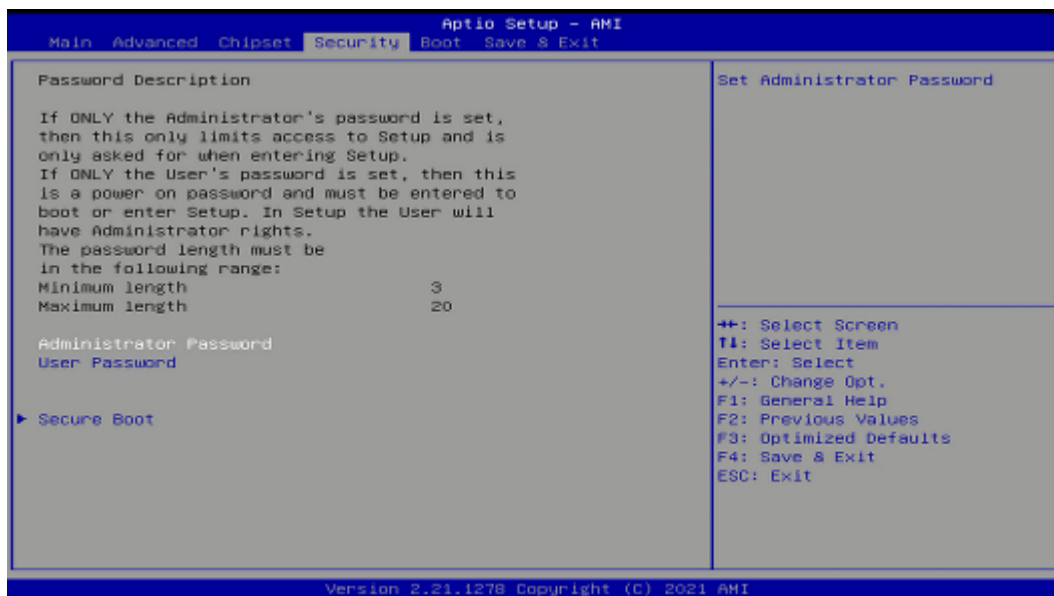 Aptio Setup – AMI
Main Advanced Chipset Security Boot Save & Exit
Password Description
If ONLY the Administrator's password is set,
then this only limits access to Setup and is
only asked for when entering Setup.
If ONLY the User's password is set, then this
is a power on password and must be entered to
boot or enter Setup. In Setup the User will
have Administrator rights.
The password length must be
in the following range:
Minimum length 3
Maximum length 20
Administrator Password
User Password
► Secure Boot
Set Administrator Password
→←: Select Screen
↑↓: Select Item
Enter: Select
+/-: Change Opt.
F1: General Help
F2: Previous Values
F3: Optimized Defaults
F4: Save & Exit
ESC: Exit
Version 2.21.1278 Copyright (C) 2021 AMI